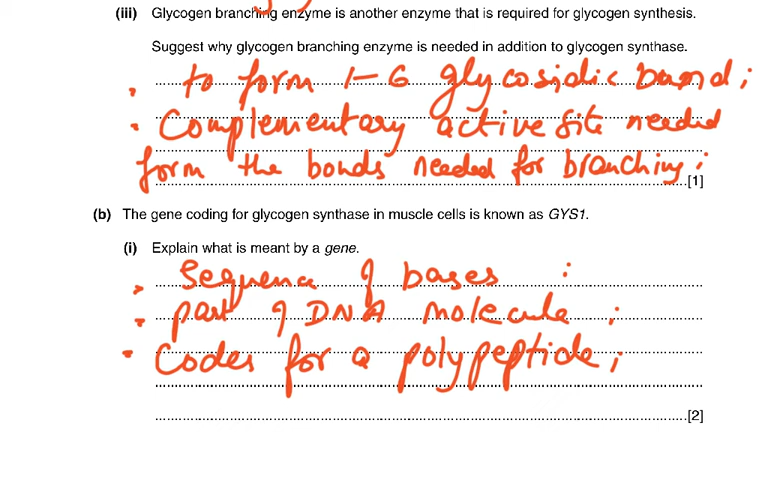 (iii) Glycogen branching enzyme is another enzyme that is required for glycogen synthesis.
Suggest why glycogen branching enzyme is needed in addition to glycogen synthase.
to form 1-6 glycosidic bond;
• Complementary active site needed
form the bonds needed for branching; [1]
(b) The gene coding for glycogen synthase in muscle cells is known as GYS1.
(i) Explain what is meant by a gene.
• Sequence of bases ;
• part of DNA molecule ;
• Codes for a polypeptide;
[2]